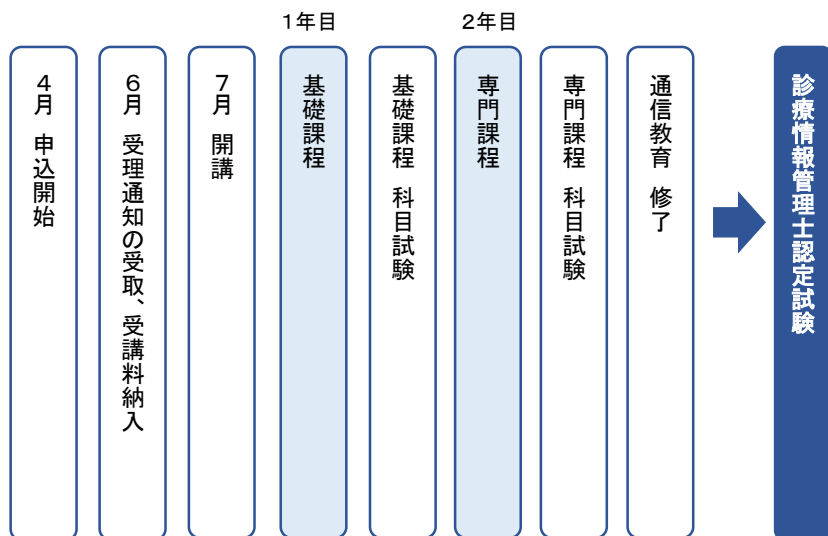 1年目
2年目
4月 申込開始
6月 受理通知の受取、受講料納入
7月 開講
基礎課程
基礎課程 科目試験
専門課程
専門課程 科目試験
通信教育 修了
診療情報管理士認定試験